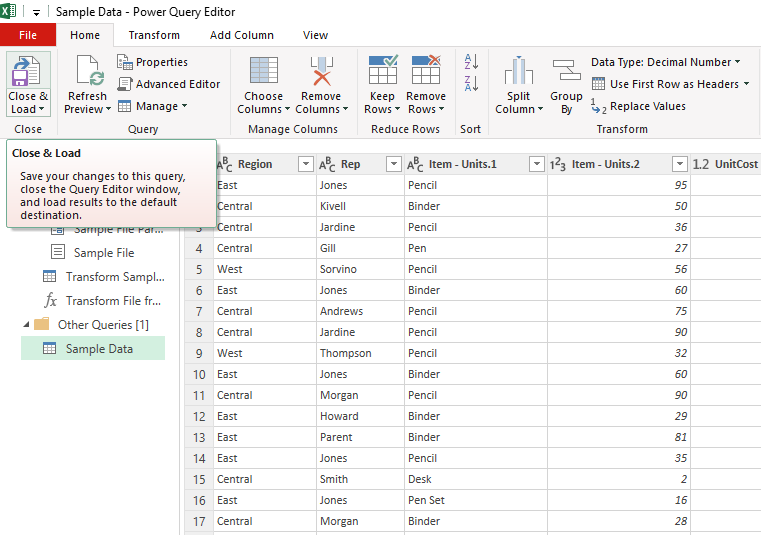 Sample Data - Power Query Editor
File Home Transform Add Column View
Close & Load
Refresh Preview
Properties
Advanced Editor
Manage
Choose Columns
Remove Columns
Keep Rows
Remove Rows
Split Column
Group By
Data Type: Decimal Number
Use First Row as Headers
Replace Values
Close Query Manage Columns Reduce Rows Sort Transform
Close & Load
Save your changes to this query,
close the Query Editor window,
and load results to the default
destination.
Sample File Par...
Sample File
Transform Sampl...
fx Transform File fr...
Other Queries [1]
Sample Data
ABC Region ABC Rep ABC Item - Units.1 123 Item - Units.2 1.2 UnitCost
East Jones Pencil 95
Central Kivell Binder 50
3 Central Jardine Pencil 36
4 Central Gill Pen 27
5 West Sorvino Pencil 56
6 East Jones Binder 60
7 Central Andrews Pencil 75
8 Central Jardine Pencil 90
9 West Thompson Pencil 32
10 East Jones Binder 60
11 Central Morgan Pencil 90
12 East Howard Binder 29
13 East Parent Binder 81
14 East Jones Pencil 35
15 Central Smith Desk 2
16 East Jones Pen Set 16
17 Central Morgan Binder 28